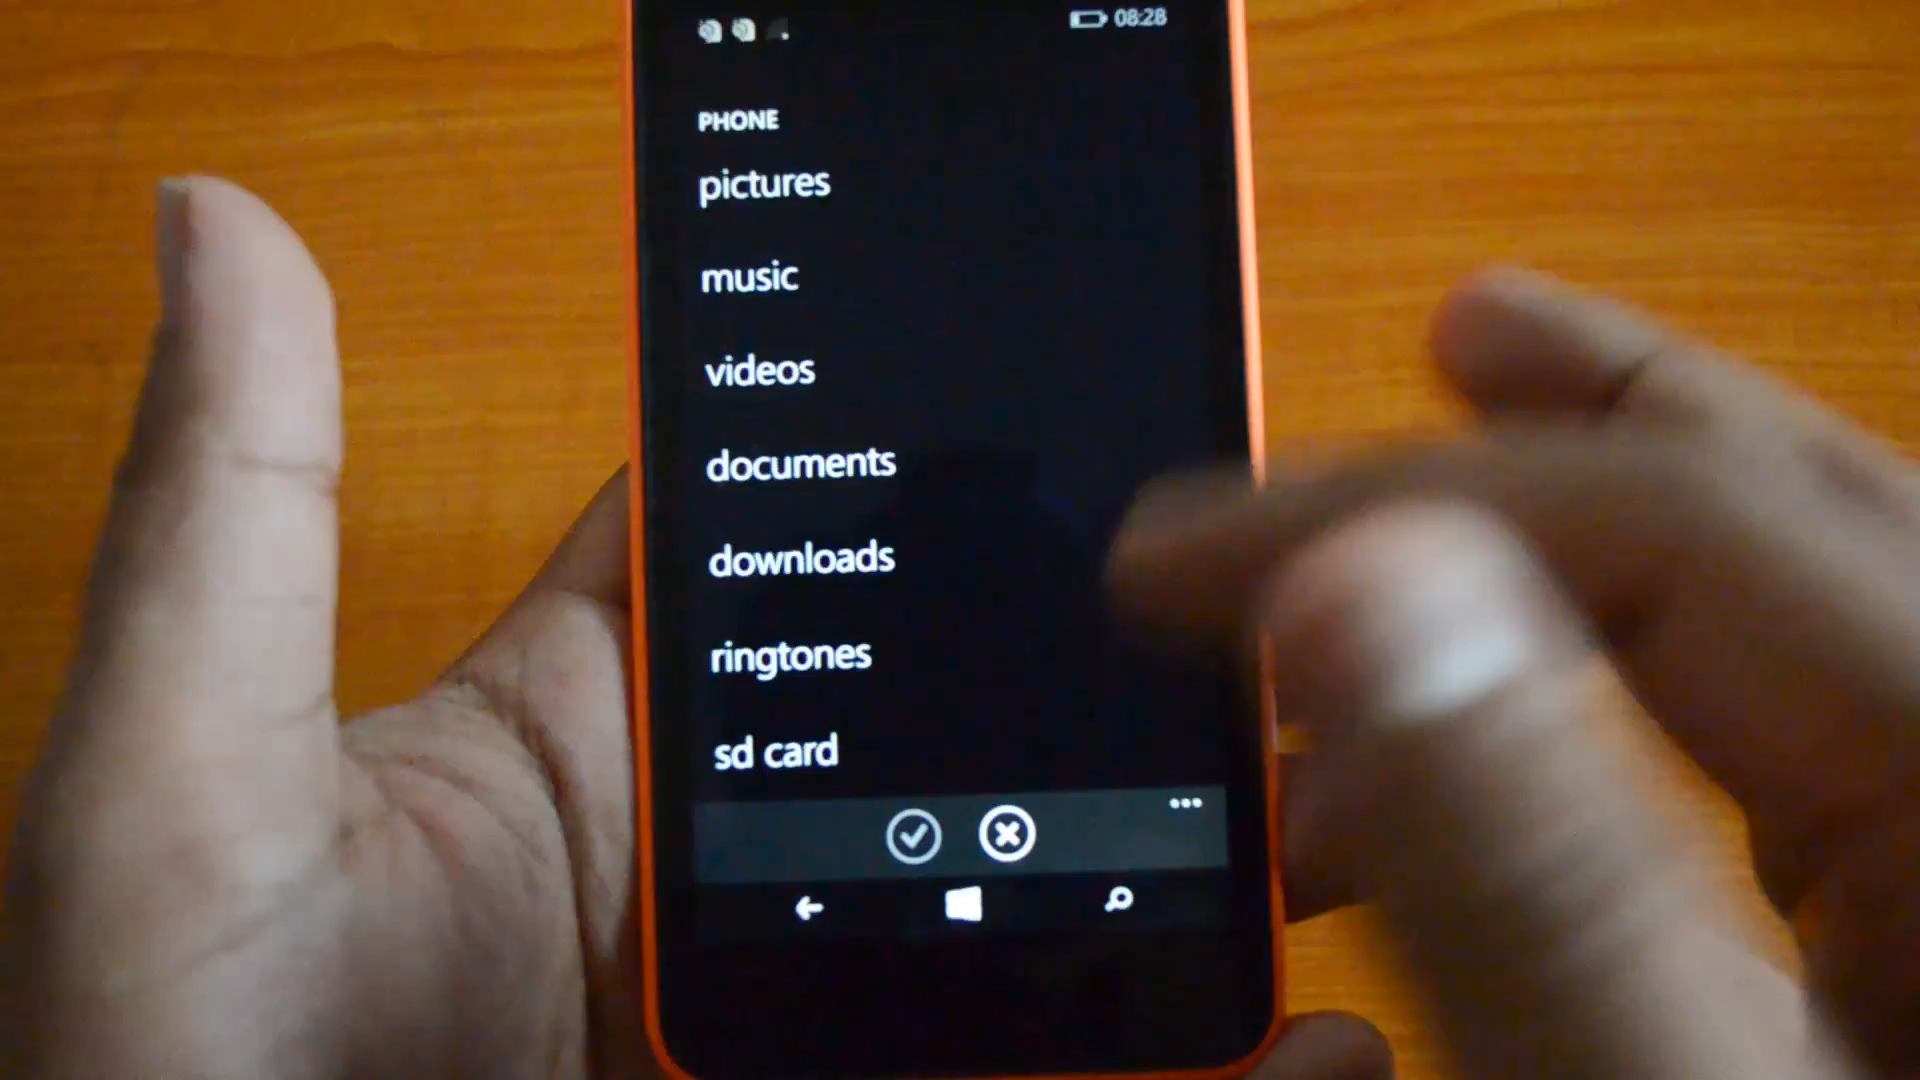 08:28
PHONE
pictures
music
videos
documents
downloads
ringtones
sd card